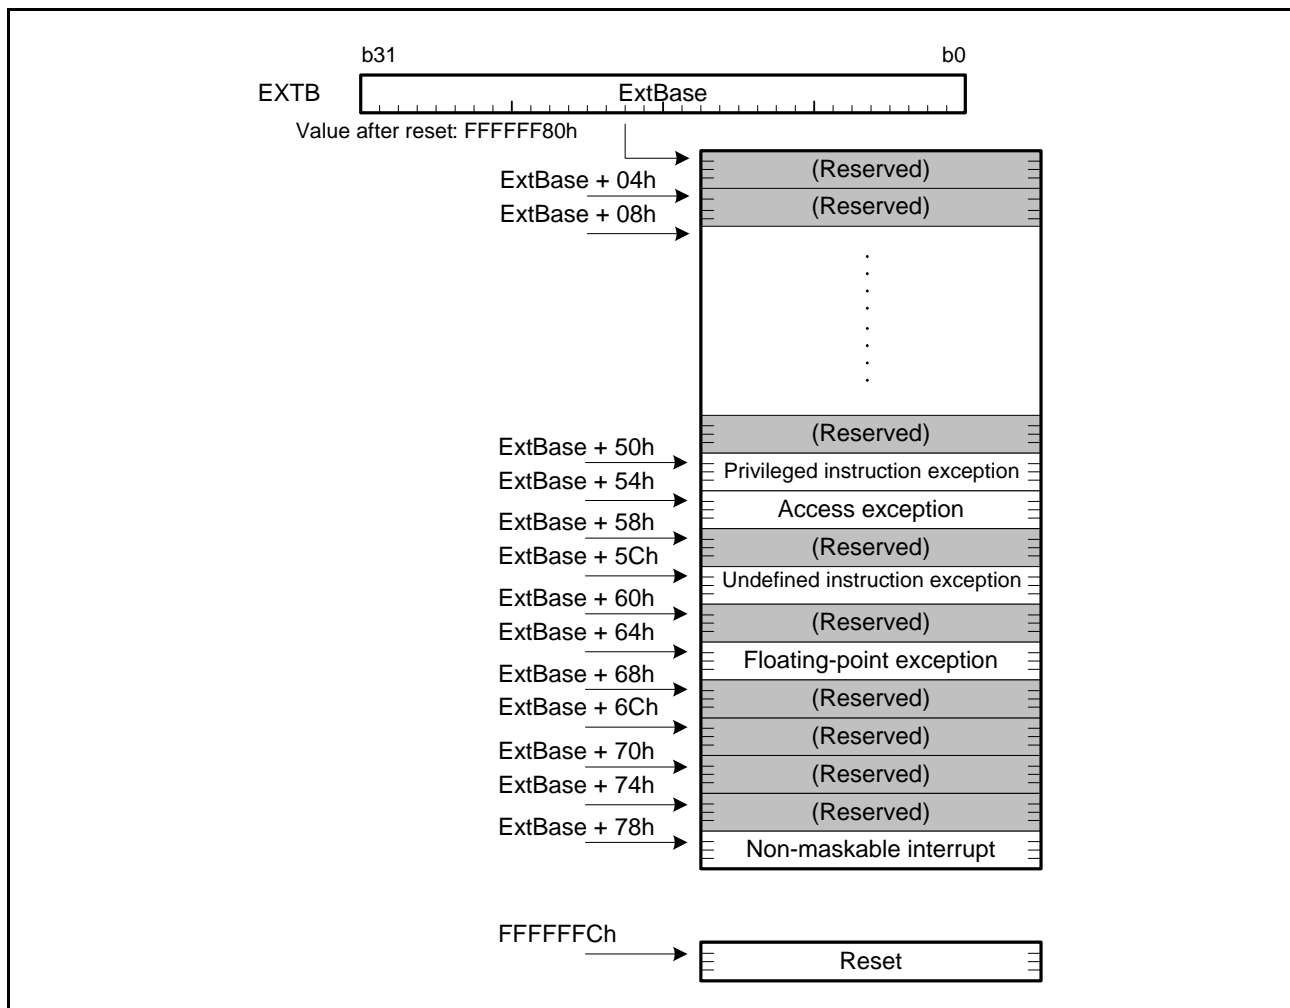 b31 b0
EXTB ExtBase
Value after reset: FFFFFF80h
(Reserved)
ExtBase + 04h
(Reserved)
ExtBase + 08h
(Reserved)
ExtBase + 50h
Privileged instruction exception
ExtBase + 54h
Access exception
ExtBase + 58h
(Reserved)
ExtBase + 5Ch
Undefined instruction exception
ExtBase + 60h
(Reserved)
ExtBase + 64h
Floating-point exception
ExtBase + 68h
(Reserved)
ExtBase + 6Ch
(Reserved)
ExtBase + 70h
(Reserved)
ExtBase + 74h
(Reserved)
ExtBase + 78h
Non-maskable interrupt
FFFFFFCh
Reset